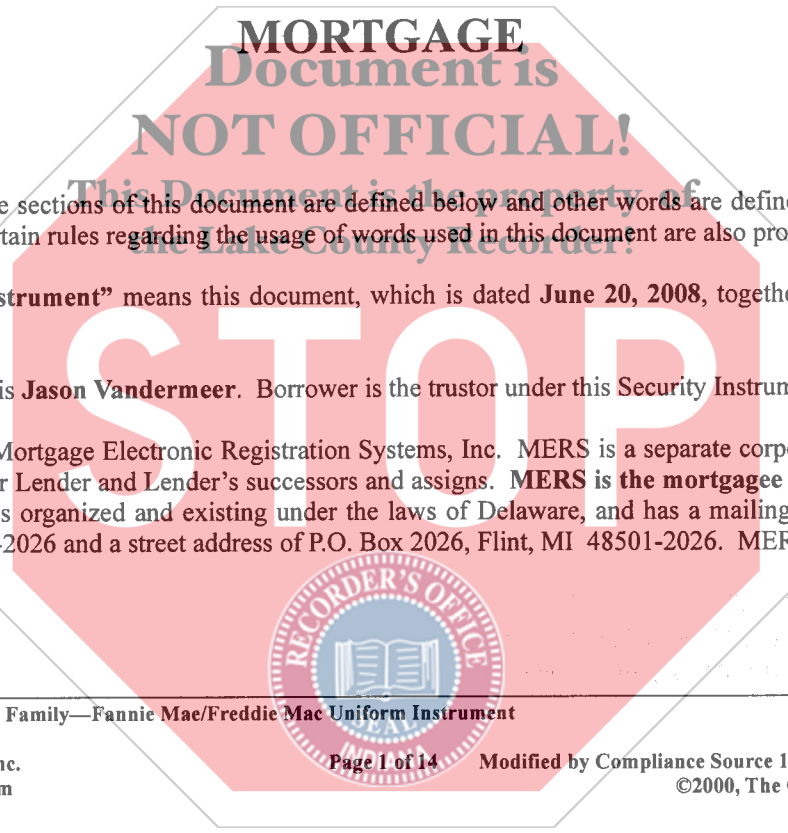 MORTGAGE
Document is
NOT OFFICIAL!
This Document is the property of
the Lake County Recorder!
e sections of this document are defined below and other words are define
tain rules regarding the usage of words used in this document are also pro
strument” means this document, which is dated June 20, 2008, togethe
is Jason Vandermeer. Borrower is the trustor under this Security Instrum
Mortgage Electronic Registration Systems, Inc. MERS is a separate corp
r Lender and Lender’s successors and assigns. MERS is the mortgagee
s organized and existing under the laws of Delaware, and has a mailing
-2026 and a street address of P.O. Box 2026, Flint, MI 48501-2026. MER
STOP
RECORDER'S OFFICE
SEAL
INDIANA
Family—Fannie Mae/Freddie Mac Uniform Instrument
nc.
Page 1 of 14
Modified by Compliance Source 1
m
©2000, The